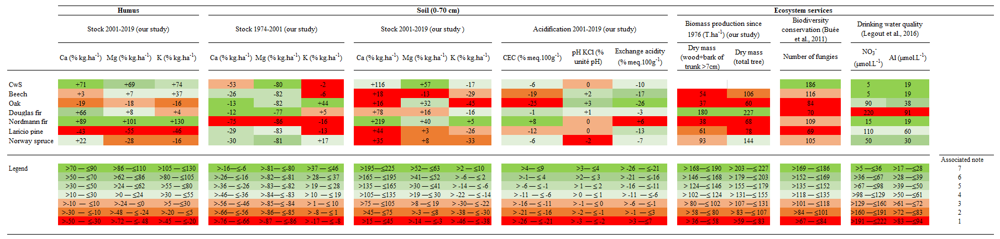 Humus Soil (0-70 cm) Ecosystem services
Stock 2001-2019 (our study) Stock 1974-2001 (our study) Stock 2001-2019 (our study ) Acidification 2001-2019 (our study) Biomass production since 1976 (T.ha-1) (our study) Biodiversity conservation (Buée et al., 2011) Drinking water quality (Legout et al., 2016)
Ca (% kg.ha-1) Mg (% kg.ha-1) K (% kg.ha-1) Ca (% kg.ha-1) Mg (% kg.ha-1) K (% kg.ha-1) Ca (% kg.ha-1) Mg (% kg.ha-1) K (% kg.ha-1) CEC (% meq.100g-1) pH KCl (% unité pH) Exchange acidity (% meq.100g-1) Dry mass (wood+bark of trunk >7cm) Dry mass (total tree) Number of fungies NO3- (µmol.L-1) Al (µmol.L-1)
CwS +71 +69 +74 -53 -80 -2 +116 +57 -17 -6 0 -10 186 5 19
Beech +3 +7 +37 -26 -82 -6 +18 -13 -29 -19 +2 -17 54 106 116 5 19
Oak -19 -18 -16 -13 -82 +44 +16 +32 -45 -25 +3 -26 37 60 84 90 38
Douglas fir +66 +8 +4 -12 -77 +5 +78 +16 -16 -1 +1 -3 180 227 70 220 91
Nordmann fir +89 +101 +130 -75 -86 -16 +219 +40 +5 +8 0 +6 38 68 109 15 19
Laricio pine -43 -55 -46 -29 -83 -13 +44 +3 -26 -12 0 -13 61 78 69 110 60
Norway spruce +22 -28 -16 -30 -81 +17 +35 +8 -33 -6 -2 -7 93 144 105 50 30
Associated note
Legend >70 — ≤90 >86 —≤110 >105 — ≤130 >-16—≤-6 >-81— ≤-80 >37 — ≤46 >195—≤225 >52— ≤63 >2 — ≤10 >4— ≤9 >3— ≤4 > -26 — ≤ -21 > 168—≤ 190 > 203 — ≤ 227 >169 — ≤186 >5 —≤36 >17 —≤28 7
>50 — ≤ 70 >62 — ≤86 >80 — ≤105 >-26—≤-16 >-82—≤-81 > 28— ≤ 37 >165 — ≤195 >41— ≤52 > -6 — ≤ 2 >-1— ≤ 4 >2— ≤ 3 > -21 — ≤ -16 > 146 — ≤ 168 > 179 — ≤ 203 >152 — ≤169 >36 —≤67 >28 —≤39 6
>30 — ≤50 >24 — ≤62 >55 — ≤80 >-36 — ≤-26 >-83— ≤-82 > 19 — ≤ 28 >135 — ≤165 >30 — ≤41 > -14 — ≤ -6 > -6 — ≤ -1 > 1 — ≤ 2 > -16 — ≤ -11 > 124 — ≤146 > 155— ≤ 179 >135 — ≤152 >67 —≤98 >39 —≤50 5
>10 — ≤30 >0 — ≤24 >30 — ≤ 55 >-46—≤-36 >-84—≤-83 > 10 — ≤ 19 >105—≤135 >19 —≤ 30 > -22 — ≤ -14 > -11 — ≤ -6 > 0 — ≤ 1 > -11 — ≤ -6 > 102 — ≤ 124 > 131— ≤155 >118 — ≤135 >98 —≤129 >50 —≤61 4
>-10 — ≤10 >-24 — ≤0 >5 —≤30 >-56 — ≤-46 >-85—≤-84 > 1 — ≤ 10 >75 — ≤105 >8 — ≤19 > -30 — ≤-22 > -16 — ≤ -11 > -1 — ≤ 0 > -6 — ≤ -1 > 80 — ≤ 102 > 107 — ≤ 131 >101 — ≤118 >129 —≤160 >61 —≤72 3
>-30 — ≤ -10 >-48 — ≤ -24 >-20 — ≤5 >-66—≤-56 >-86—≤-85 > -8 — ≤ 1 >45—≤75 >-3 — ≤8 > -38 — ≤ -30 > -21 — ≤ -16 > -2 — ≤ -1 > -1 — ≤3 > 58 — ≤ 80 > 83 — ≤ 107 >84 — ≤101 >160 —≤191 >72 —≤83 2
>-50 — ≤ -30 >-72 — ≤ -48 >-45 — ≤ -20 >-76 —≤-66 >-87 — ≤-86 > -17 — ≤ -8 >15 — ≤45 >-14 — ≤ -3 > -46 — ≤ -38 > -26 — ≤ -21 > -3 — ≤ -2 >3 —≤7 > 36 — ≤ 58 >59 — ≤ 83 >67 — ≤84 >191 —≤222 >83 —≤94 1